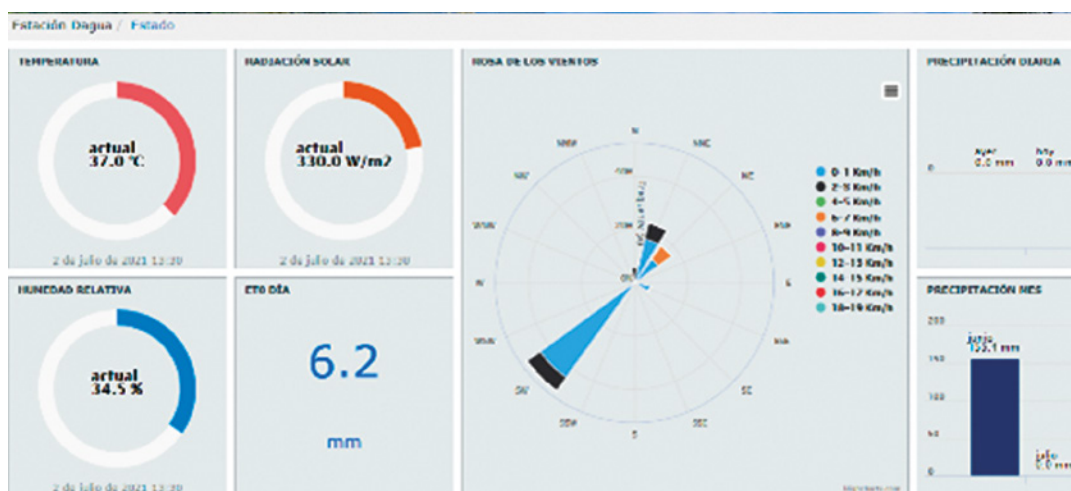 Estación Dagua / Estado
TEMPERATURA
actual
37.0 °C
2 de julio de 2021 13:30
RADIACIÓN SOLAR
actual
330.0 W/m2
2 de julio de 2021 13:30
ROSA DE LOS VIENTOS
N
NNE
NE
E
SE
SSE
S
SSW
SW
WSW
W
WNW
NW
NNW
0-1 Km/h
2-3 Km/h
4-5 Km/h
6-7 Km/h
8-9 Km/h
10-11 Km/h
12-13 Km/h
14-15 Km/h
16-17 Km/h
18-19 Km/h
PRECIPITACIÓN DIARIA
ayer
0.0 mm
hoy
0.0 mm
0
HUMEDAD RELATIVA
actual
34.5 %
2 de julio de 2021 13:30
ET0 DÍA
6.2
mm
PRECIPITACIÓN MES
200
150
100
50
0
junio
julio
0.0 mm